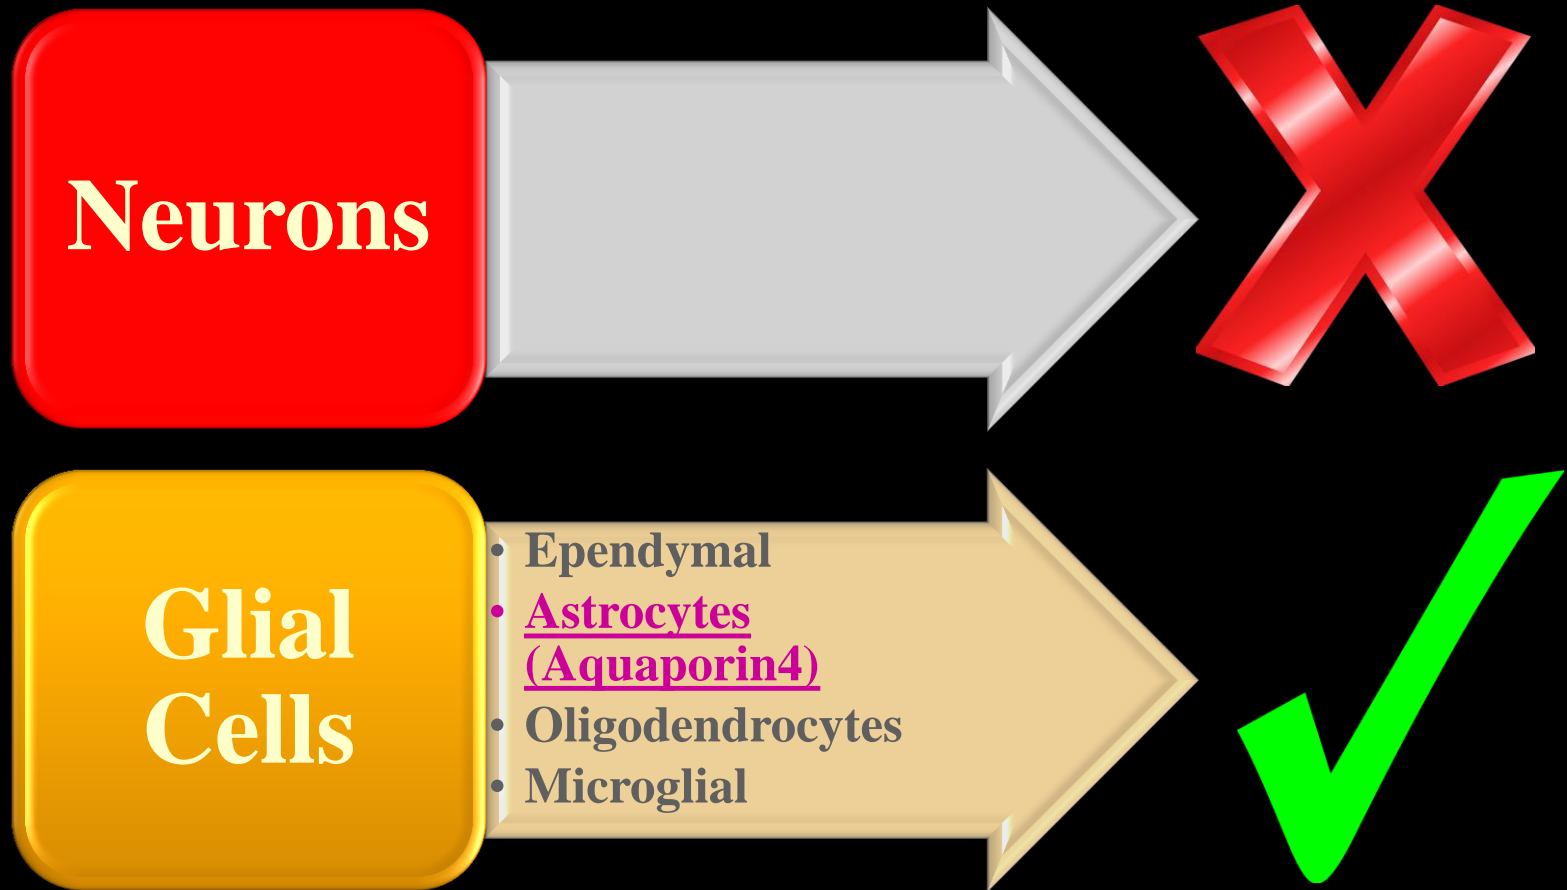 Neurons
Glial
Cells
• Ependymal
• Astrocytes
(Aquaporin4)
• Oligodendrocytes
• Microglial